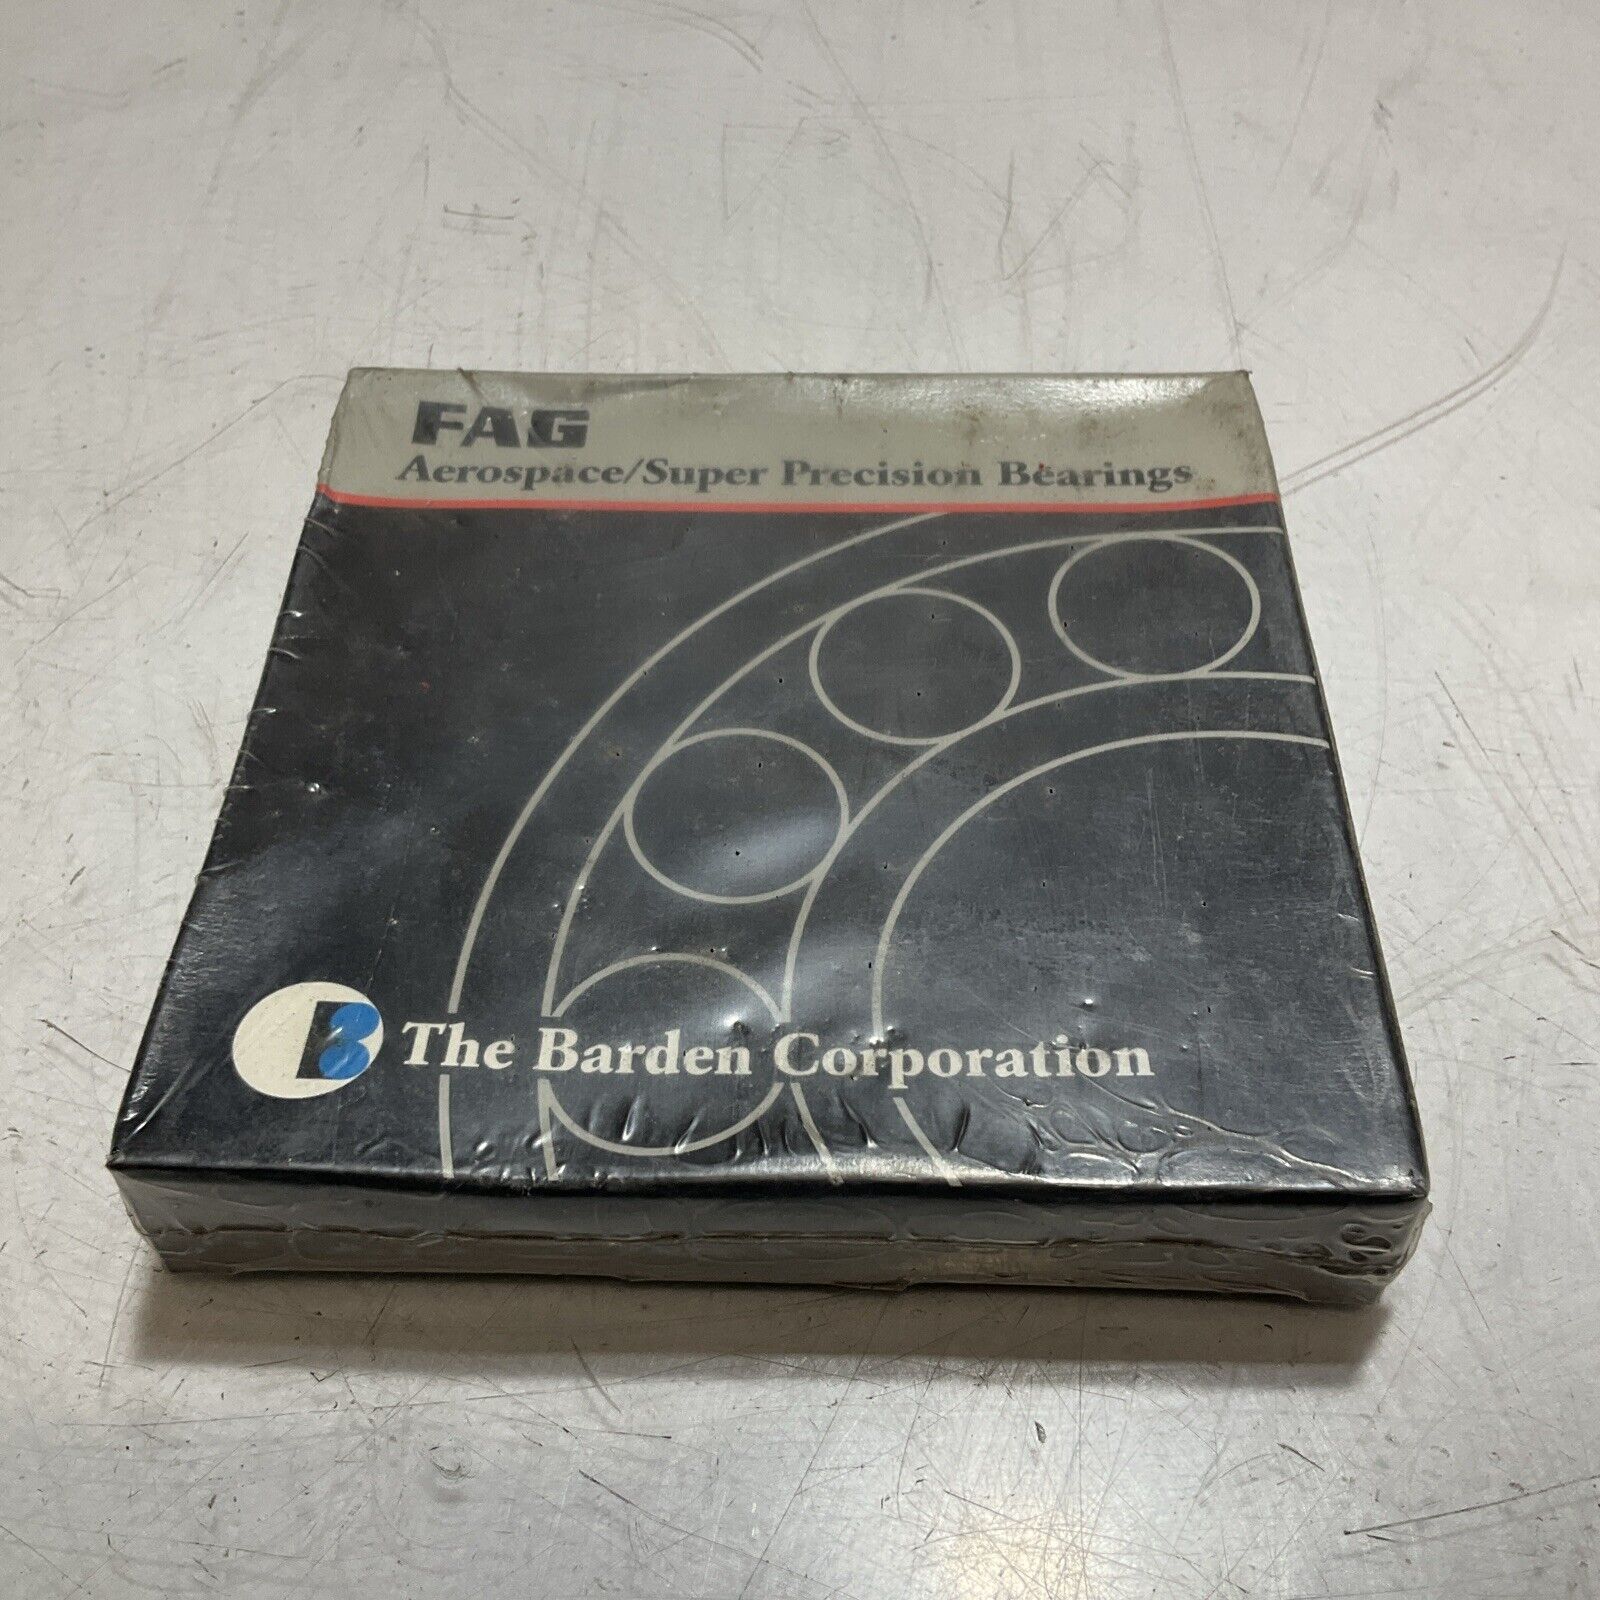 FAG
Aerospace/Super Precision Bearings
B The Barden Corporation